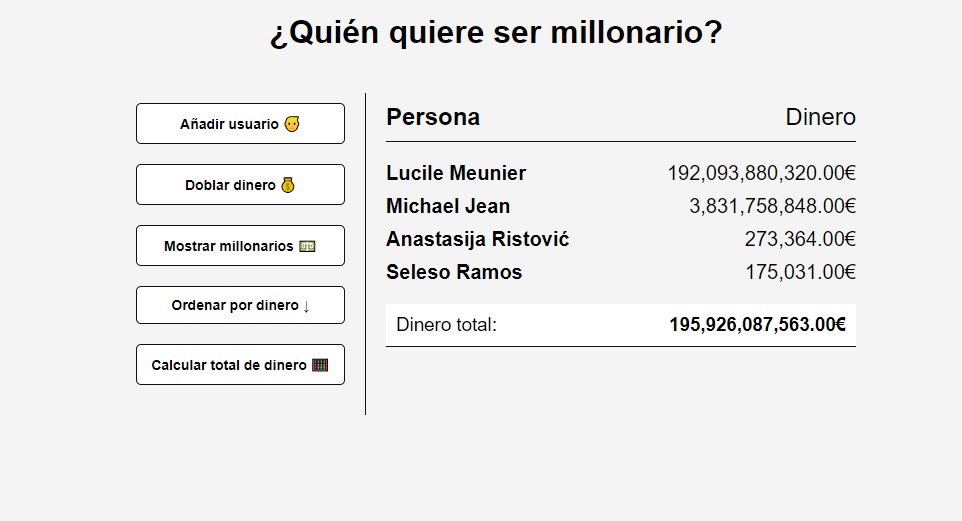 ¿Quién quiere ser millonario?
Añadir usuario
Doblar dinero
Mostrar millonarios
Ordenar por dinero ↓
Calcular total de dinero
Persona Dinero
Lucile Meunier 192,093,880,320.00€
Michael Jean 3,831,758,848.00€
Anastasija Ristović 273,364.00€
Seleso Ramos 175,031.00€
Dinero total: 195,926,087,563.00€